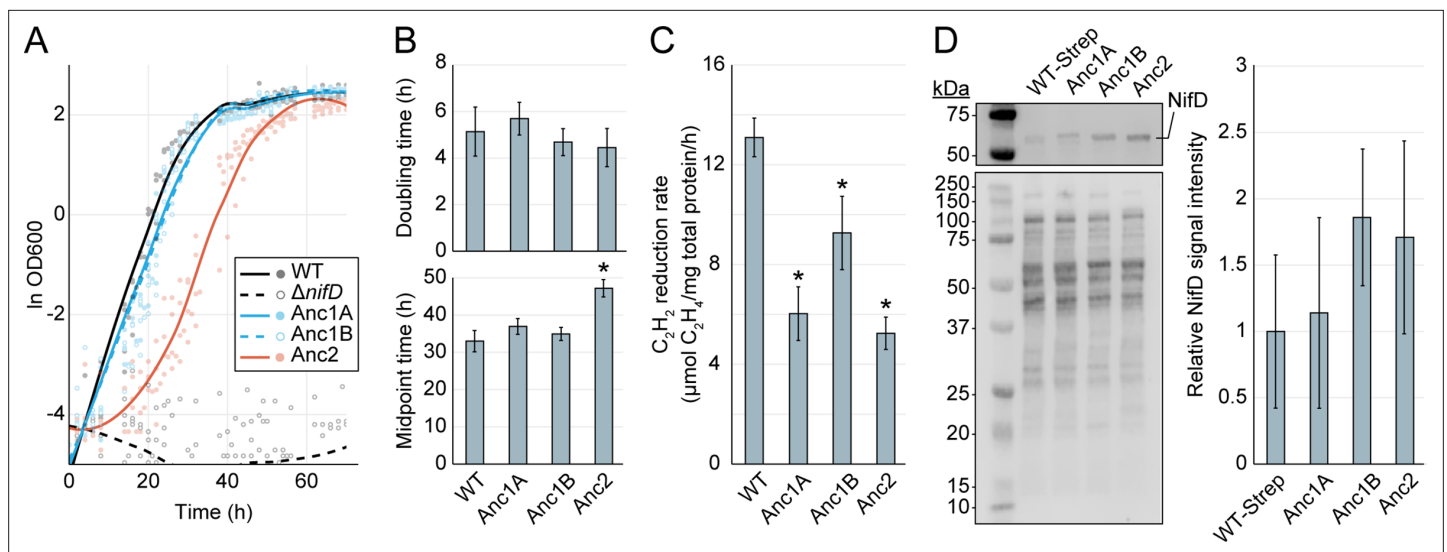 A
ln OD600
2
0
-2
-4
0
20
40
60
Time (h)
WT
ΔnifD
Anc1A
Anc1B
Anc2
B
Doubling time (h)
8
6
4
2
0
Midpoint time (h)
50
40
30
20
10
0
*
WT
Anc1A
Anc1B
Anc2
C
C₂H₂ reduction rate
(μmol C₂H₄/mg total protein/h)
16
12
8
6
3
0
*
*
*
WT
Anc1A
Anc1B
Anc2
D
WT-Strep
Anc1A
Anc1B
Anc2
kDa
NifD
75
50
250
150
100
75
50
37
25
20
15
10
Relative NifD signal intensity
3
2.5
2
1.5
1
0.5
0
WT-Strep
Anc1A
Anc1B
Anc2